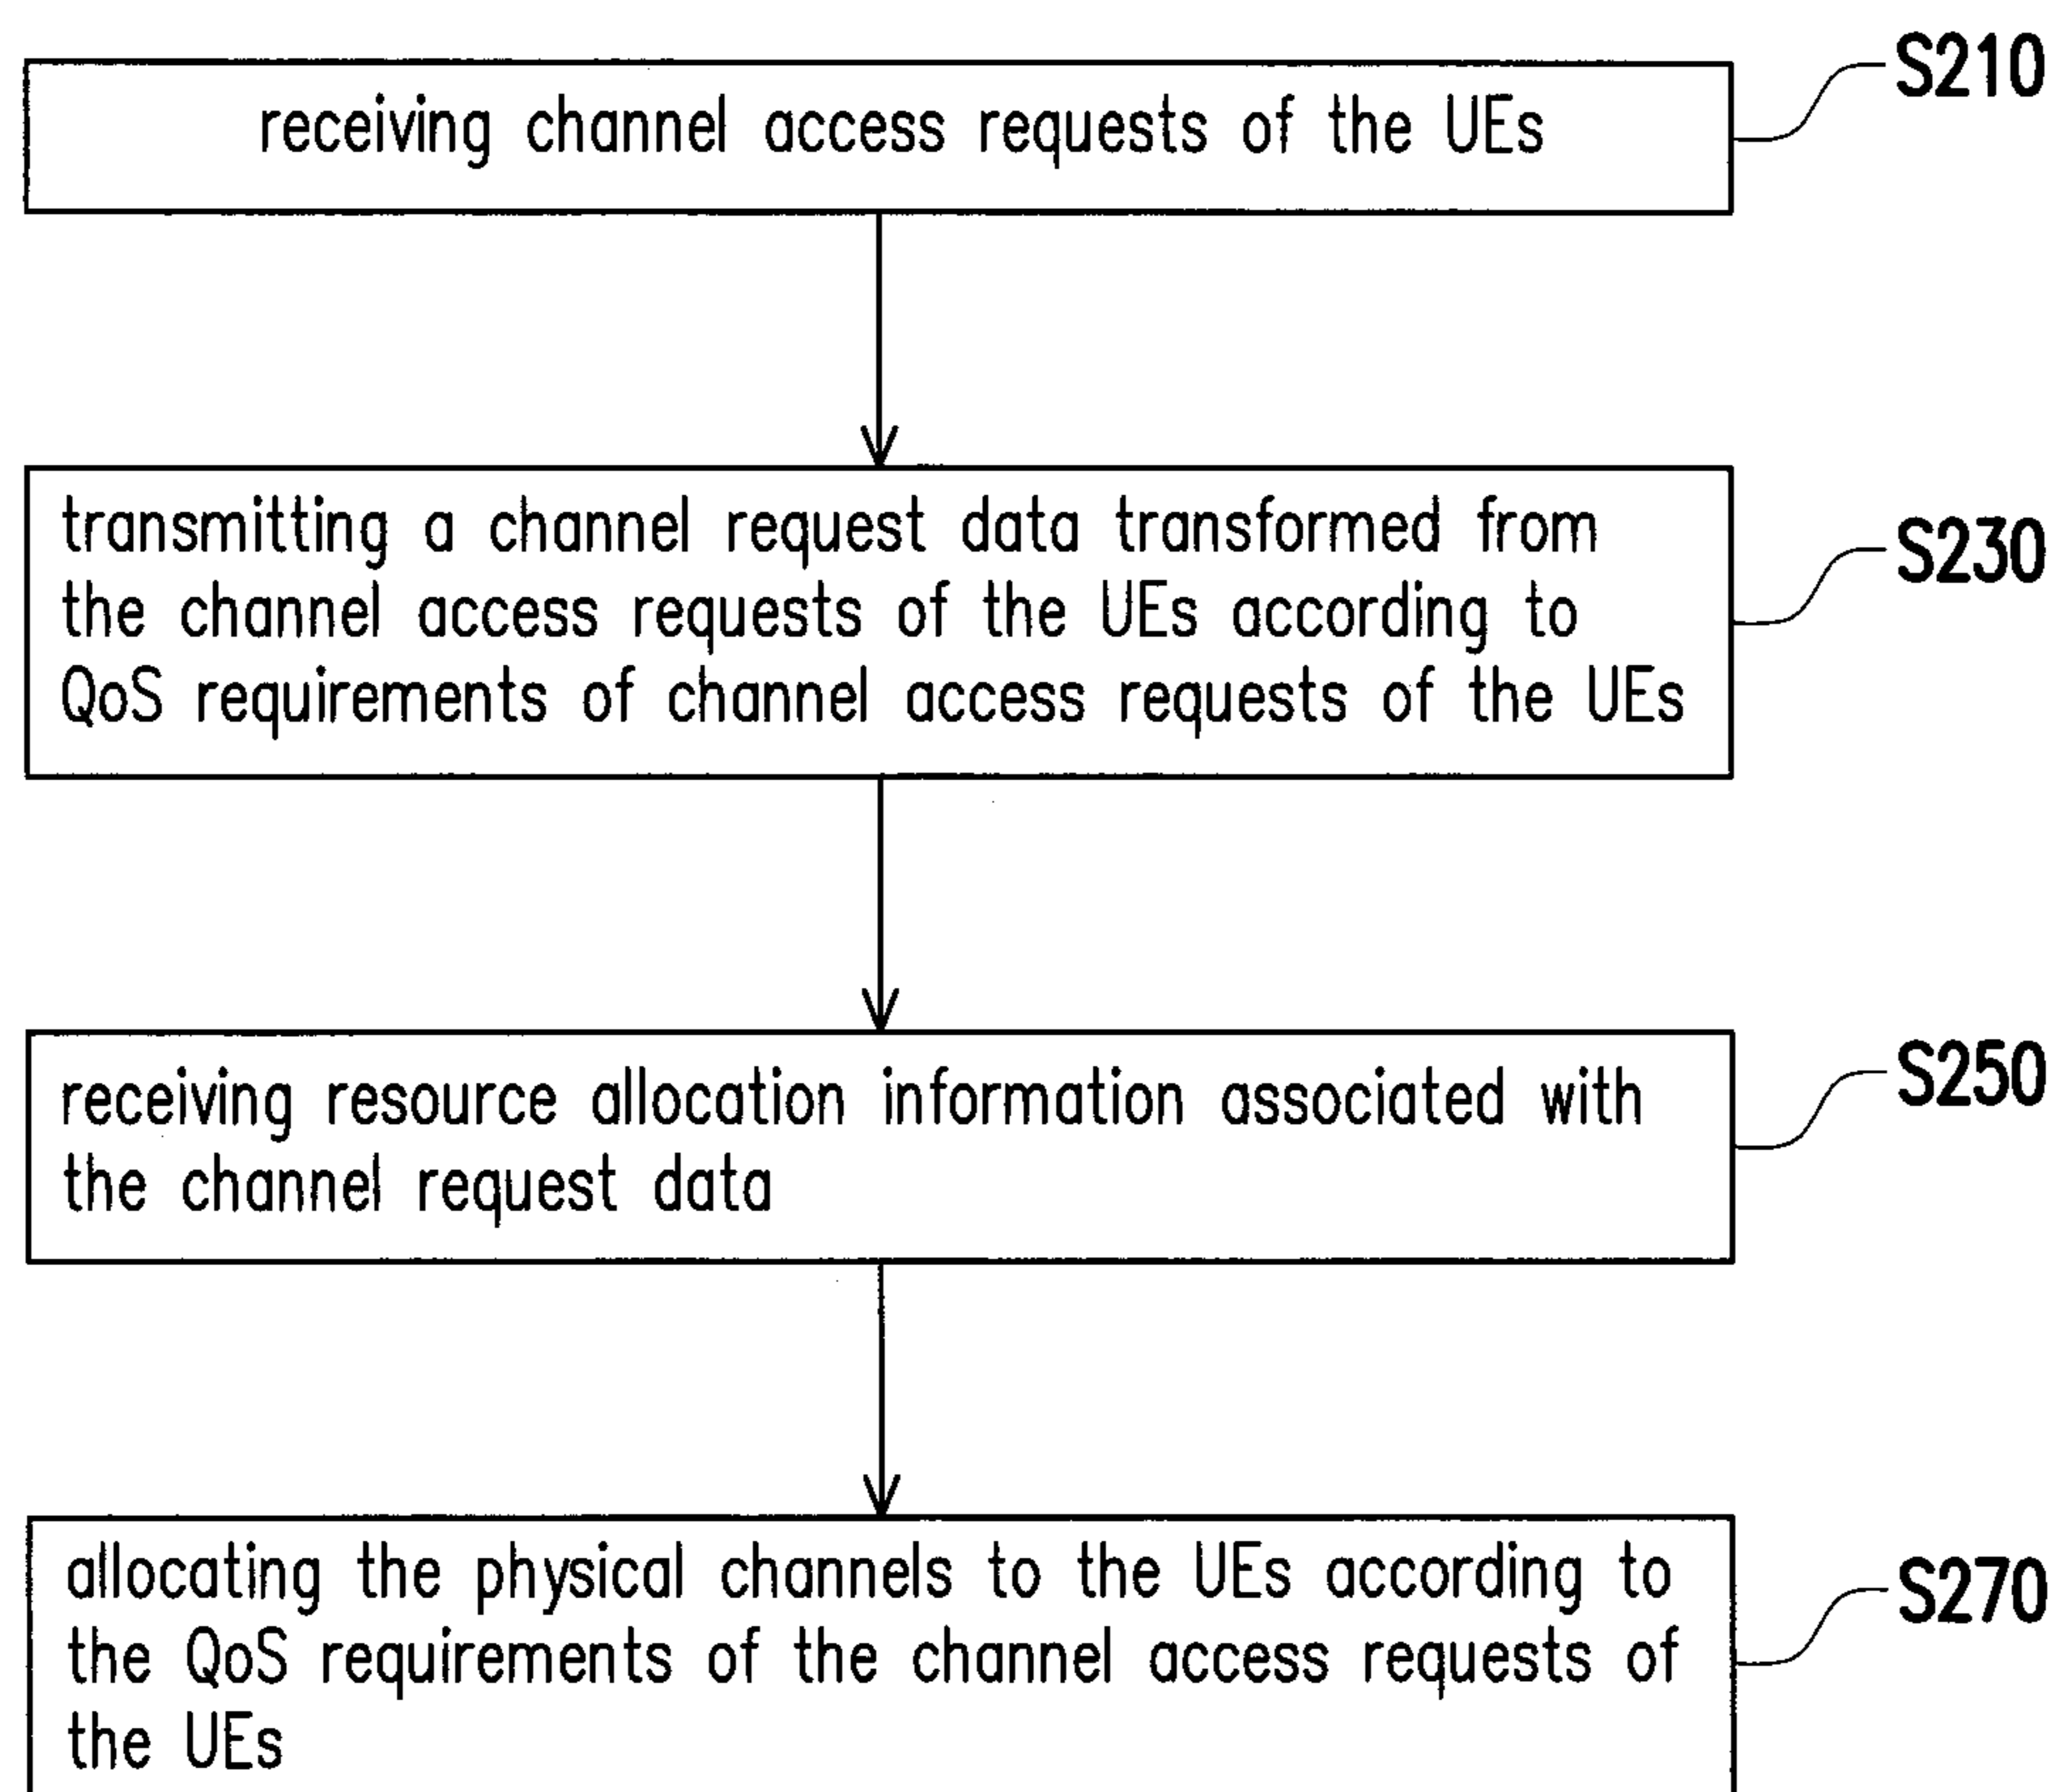 receiving channel access requests of the UEs
S210
transmitting a channel request data transformed from
the channel access requests of the UEs according to
QoS requirements of channel access requests of the UEs
S230
receiving resource allocation information associated with
the channel request data
S250
allocating the physical channels to the UEs according to
the QoS requirements of the channel access requests of
the UEs
S270